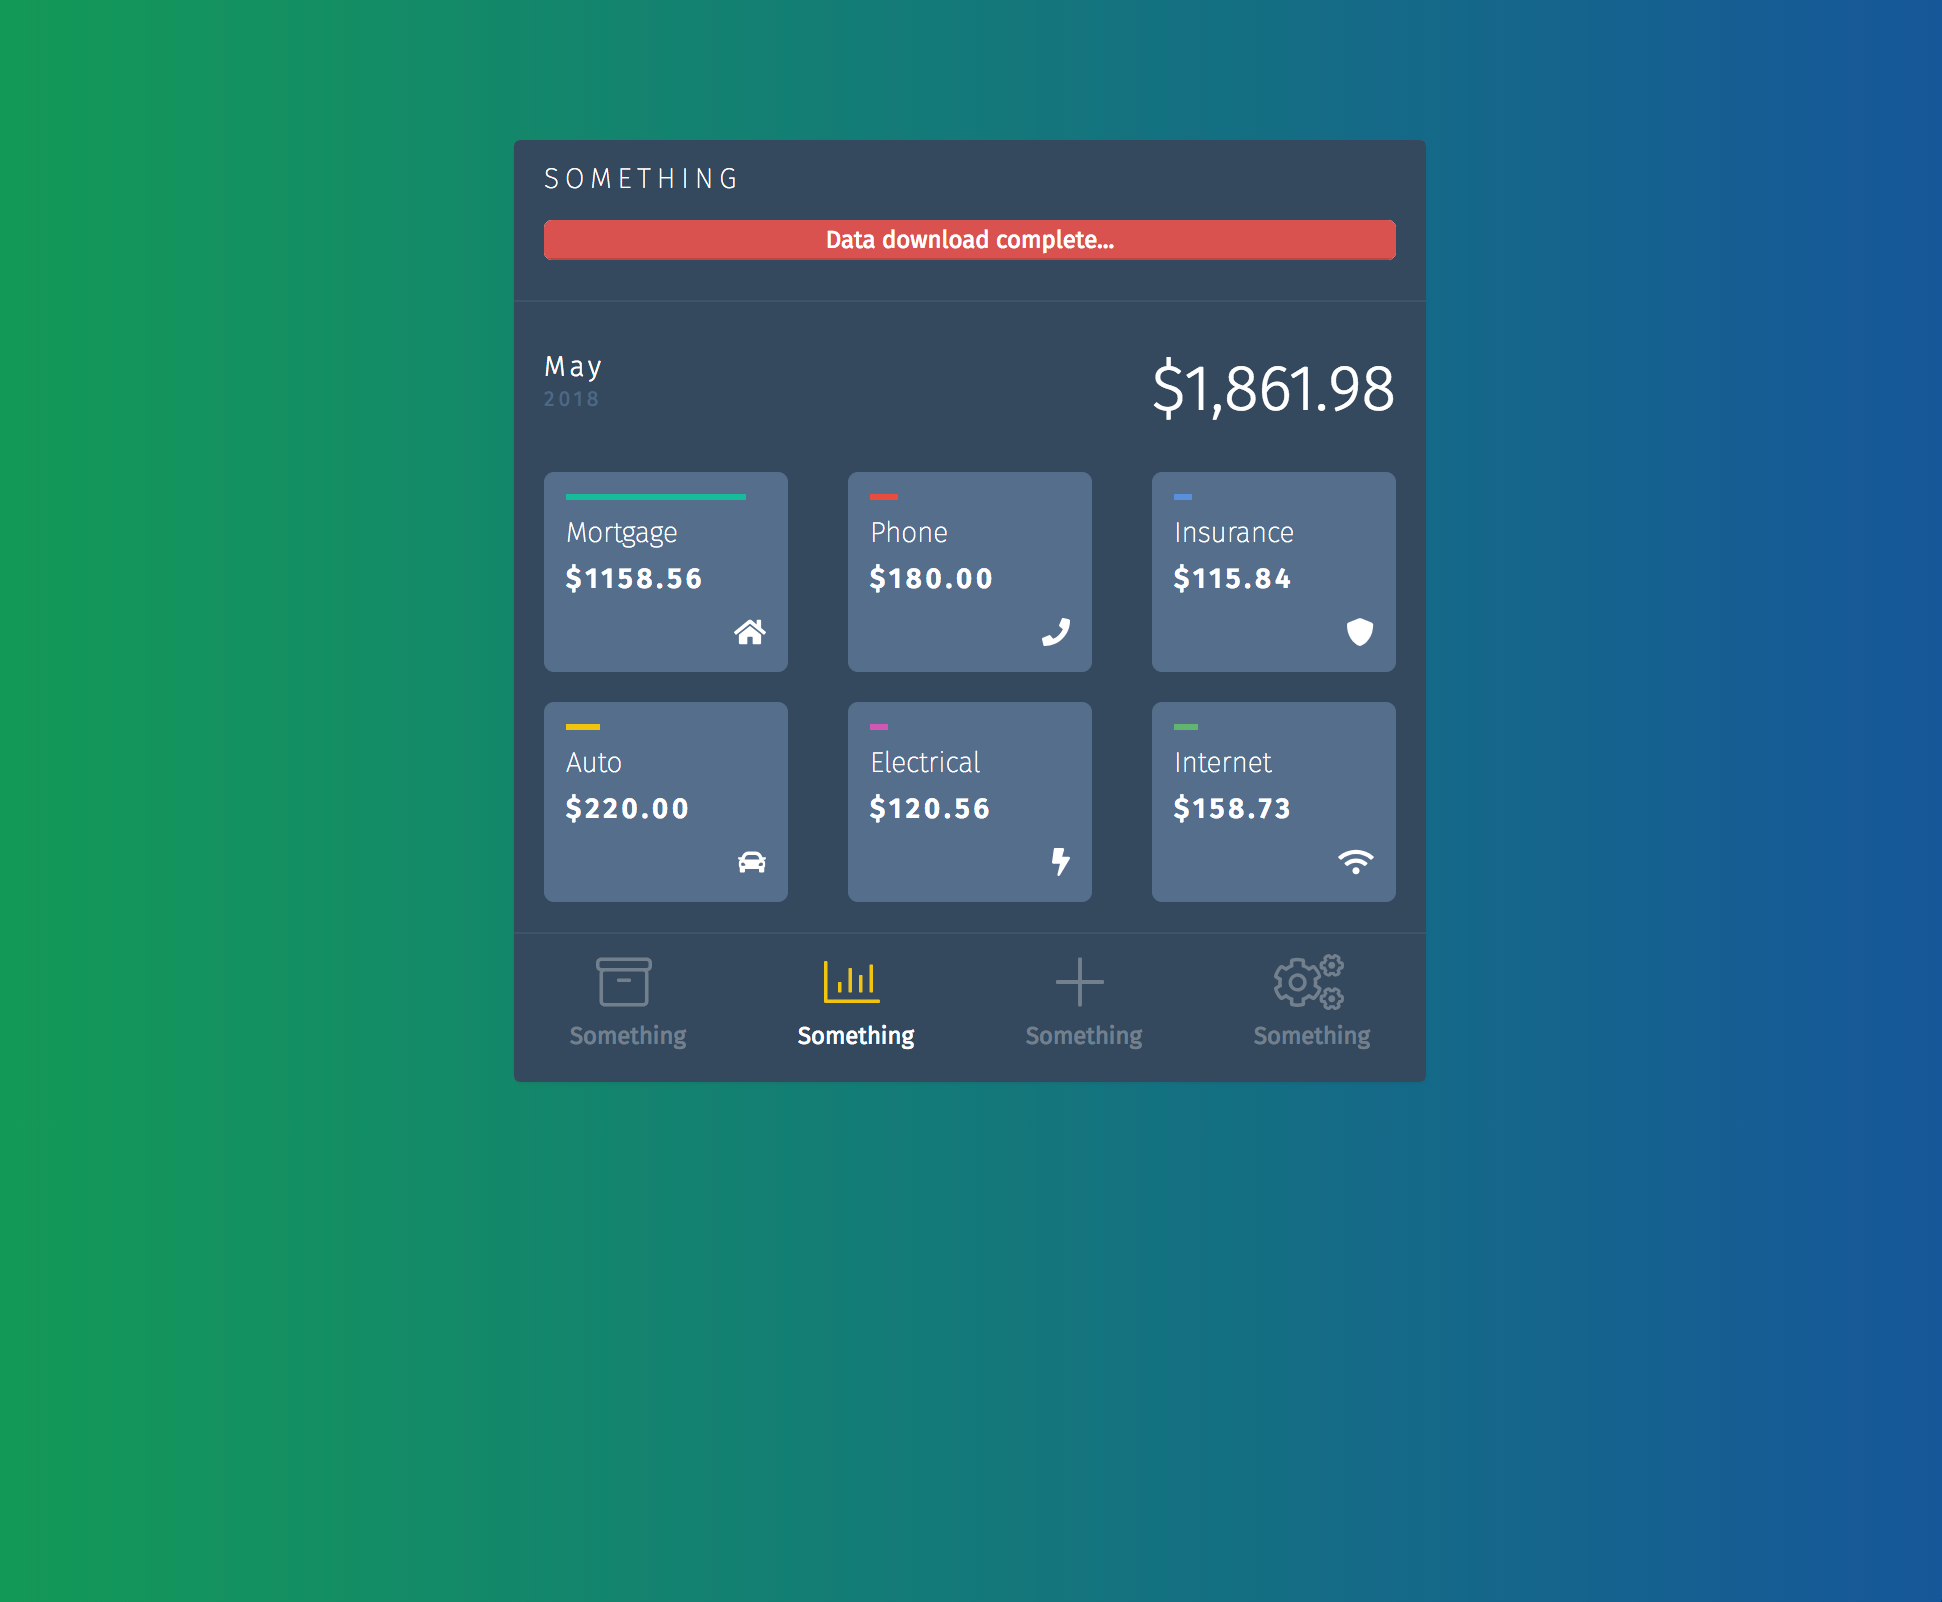 SOMETHING
Data download complete...
May
2018
$1,861.98
Mortgage
$1158.56
Phone
$180.00
Insurance
$115.84
Auto
$220.00
Electrical
$120.56
Internet
$158.73
Something
Something
Something
Something